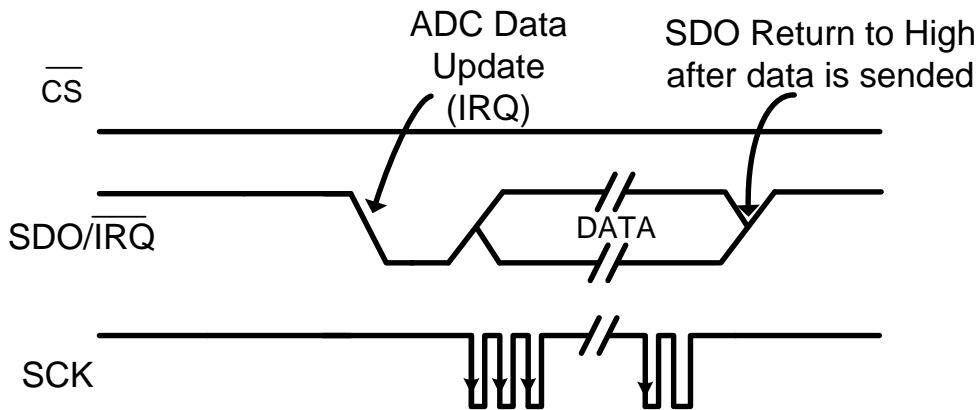 ADC Data
Update
(IRQ)
SDO Return to High
after data is sended
CS
SDO/IRQ
DATA
SCK